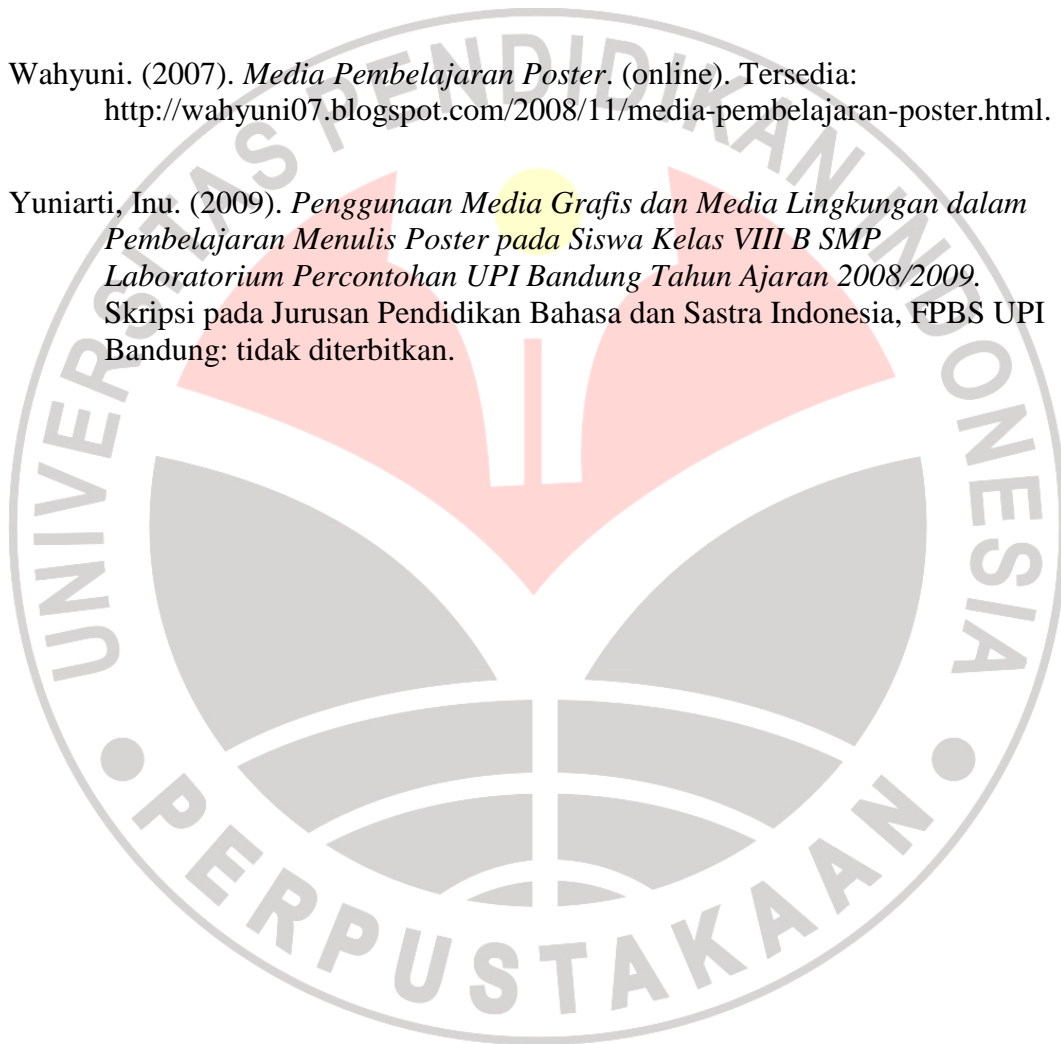 Wahyuni. (2007). Media Pembelajaran Poster. (online). Tersedia:
http://wahyuni07.blogspot.com/2008/11/media-pembelajaran-poster.html.
Yuniarti, Inu. (2009). Penggunaan Media Grafis dan Media Lingkungan dalam
Pembelajaran Menulis Poster pada Siswa Kelas VIII B SMP
Laboratorium Percontohan UPI Bandung Tahun Ajaran 2008/2009.
Skripsi pada Jurusan Pendidikan Bahasa dan Sastra Indonesia, FPBS UPI
Bandung: tidak diterbitkan.
UNIVERSITAS PENDIDIKAN INDONESIA
PERPUSTAKAAN